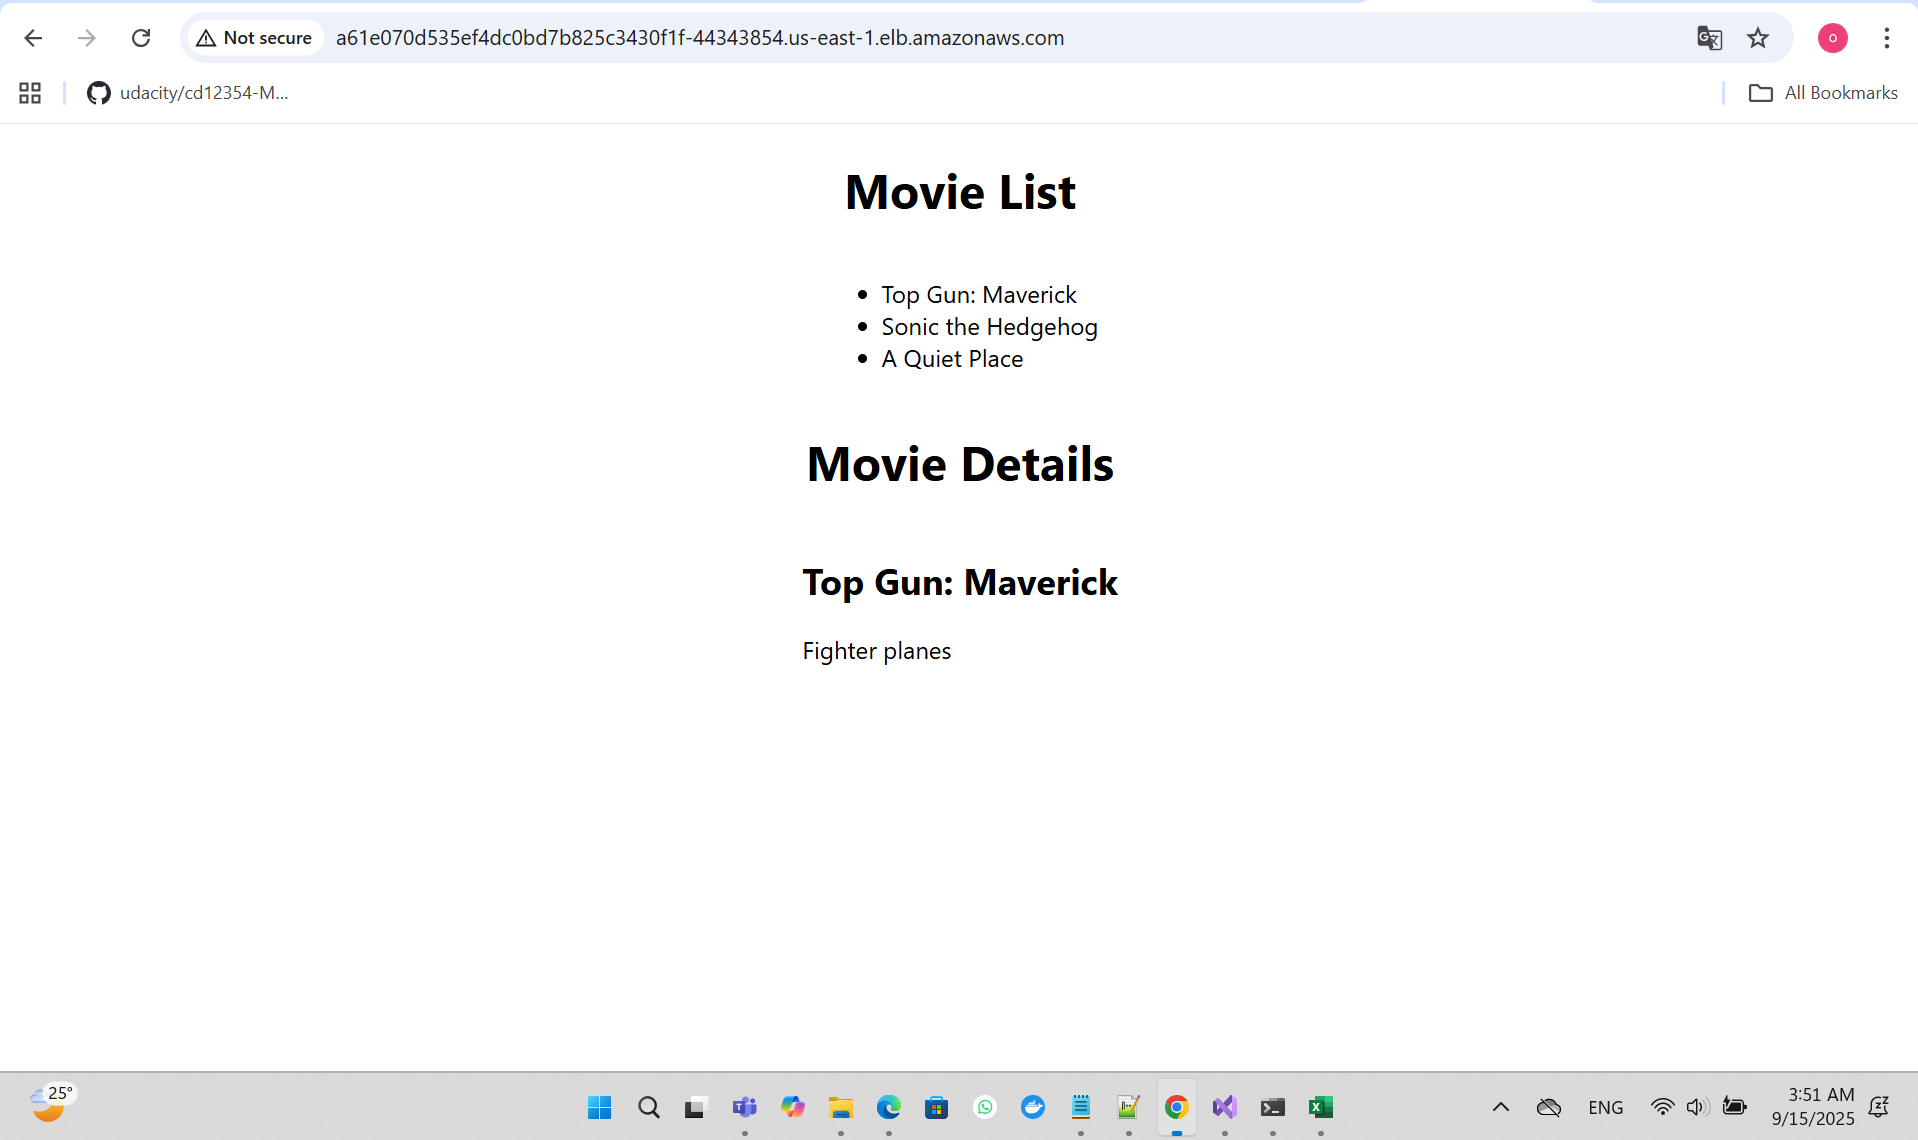 Not secure
a61e070d535ef4dc0bd7b825c3430f1f-44343854.us-east-1.elb.amazonaws.com
o
udacity/cd12354-M...
All Bookmarks
Movie List
Top Gun: Maverick
Sonic the Hedgehog
A Quiet Place
Movie Details
Top Gun: Maverick
Fighter planes
25°
ENG
3:51 AM
9/15/2025